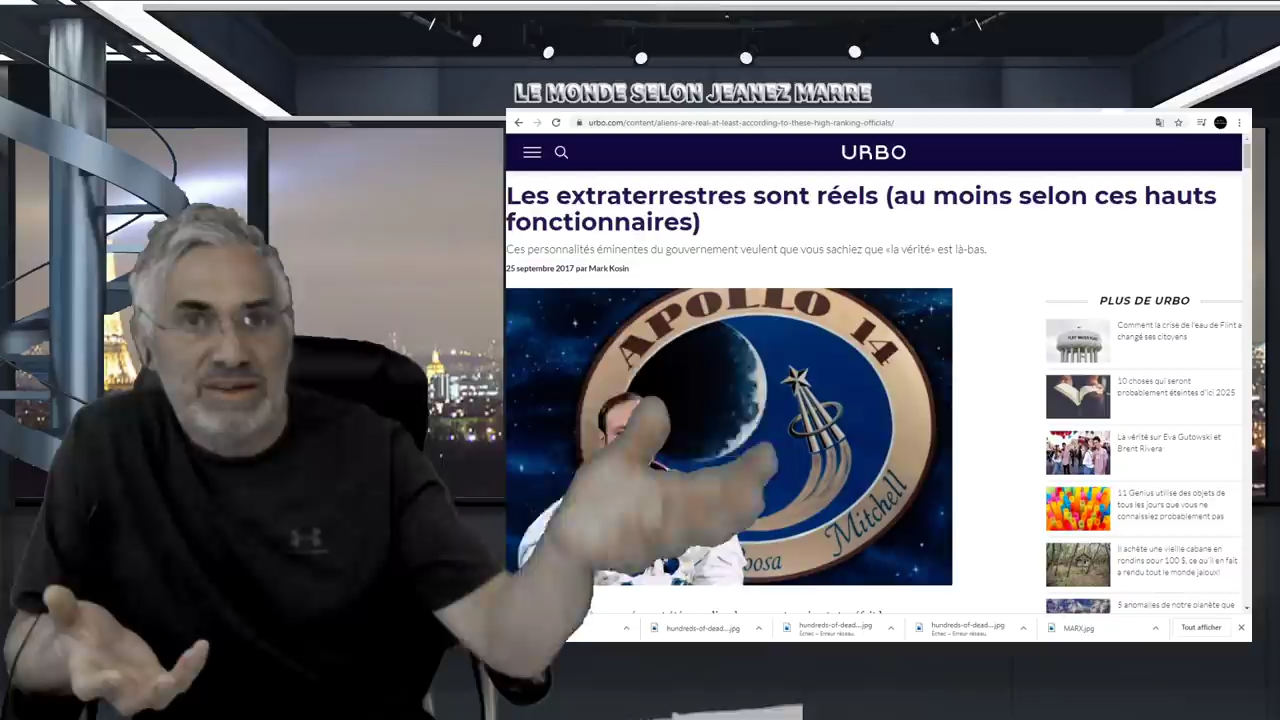 LE MONDE SELON JEANEZ MARRE
urbo.com/content/aliens-are-real-at-least-according-to-these-high-ranking-officials/
URBO
Les extraterrestres sont réels (au moins selon ces hauts
fonctionnaires)
Ces personnalités éminentes du gouvernement veulent que vous sachiez que «la vérité» est là-bas.
25 septembre 2017 par Mark Kosin
APOLLO 14
Mitchell
oosa
PLUS DE URBO
Comment la crise de l'eau de Flint a
changé ses citoyens
10 choses qui seront
probablement éteintes d'ici 2025
La vérité sur Eva Gutowski et
Brent Rivera
11 Genius utilise des objets de
tous les jours que vous ne
connaissiez probablement pas
Il achète une vieille cabane en
rondins pour 100 $, ce qu'il en fait
a rendu tout le monde jaloux!
5 anomalies de notre planète que
hundreds-of-dead....jpg
hundreds-of-dead....jpg
Échec – Erreur réseau.
hundreds-of-dead....jpg
Échec – Erreur réseau.
MARX.jpg
Tout afficher